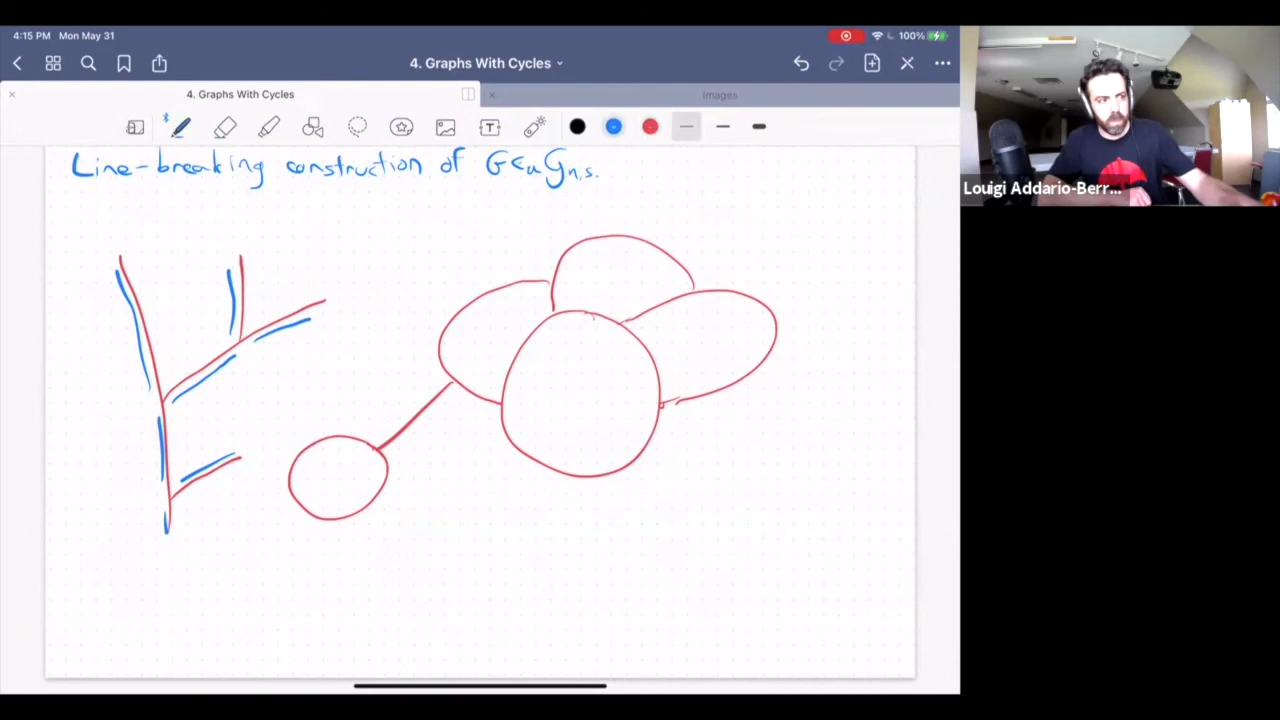 4:15 PM Mon May 31
100%
4. Graphs With Cycles
4. Graphs With Cycles
Images
Line-breaking construction of G∈ᵤ𝒢ₙ,ₛ.
Louigi Addario-Berr...